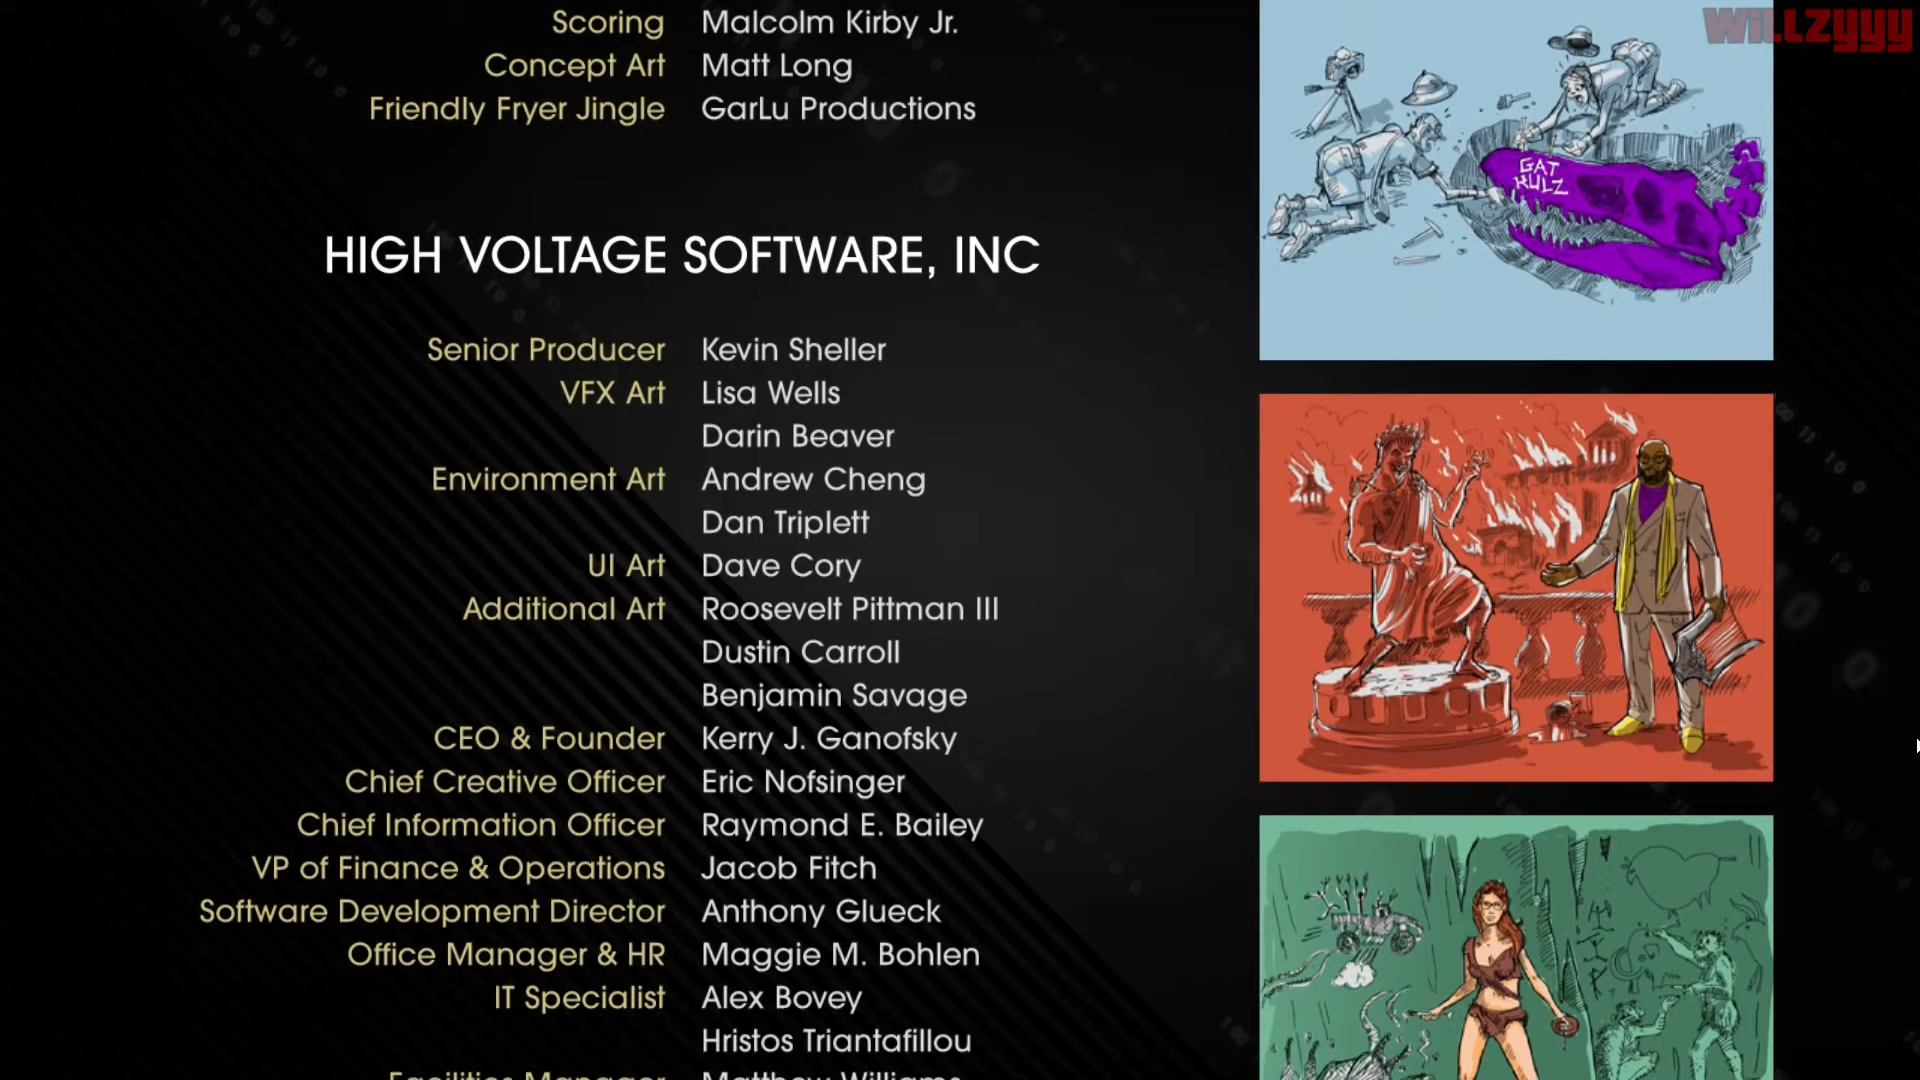 Scoring Malcolm Kirby Jr.
Concept Art Matt Long
Friendly Fryer Jingle GarLu Productions
HIGH VOLTAGE SOFTWARE, INC
Senior Producer Kevin Sheller
VFX Art Lisa Wells
Darin Beaver
Environment Art Andrew Cheng
Dan Triplett
UI Art Dave Cory
Additional Art Roosevelt Pittman III
Dustin Carroll
Benjamin Savage
CEO & Founder Kerry J. Ganofsky
Chief Creative Officer Eric Nofsinger
Chief Information Officer Raymond E. Bailey
VP of Finance & Operations Jacob Fitch
Software Development Director Anthony Glueck
Office Manager & HR Maggie M. Bohlen
IT Specialist Alex Bovey
Hristos Triantafillou
Facilities Manager Matthew Williams
Willzyyy
GAT
RULZ